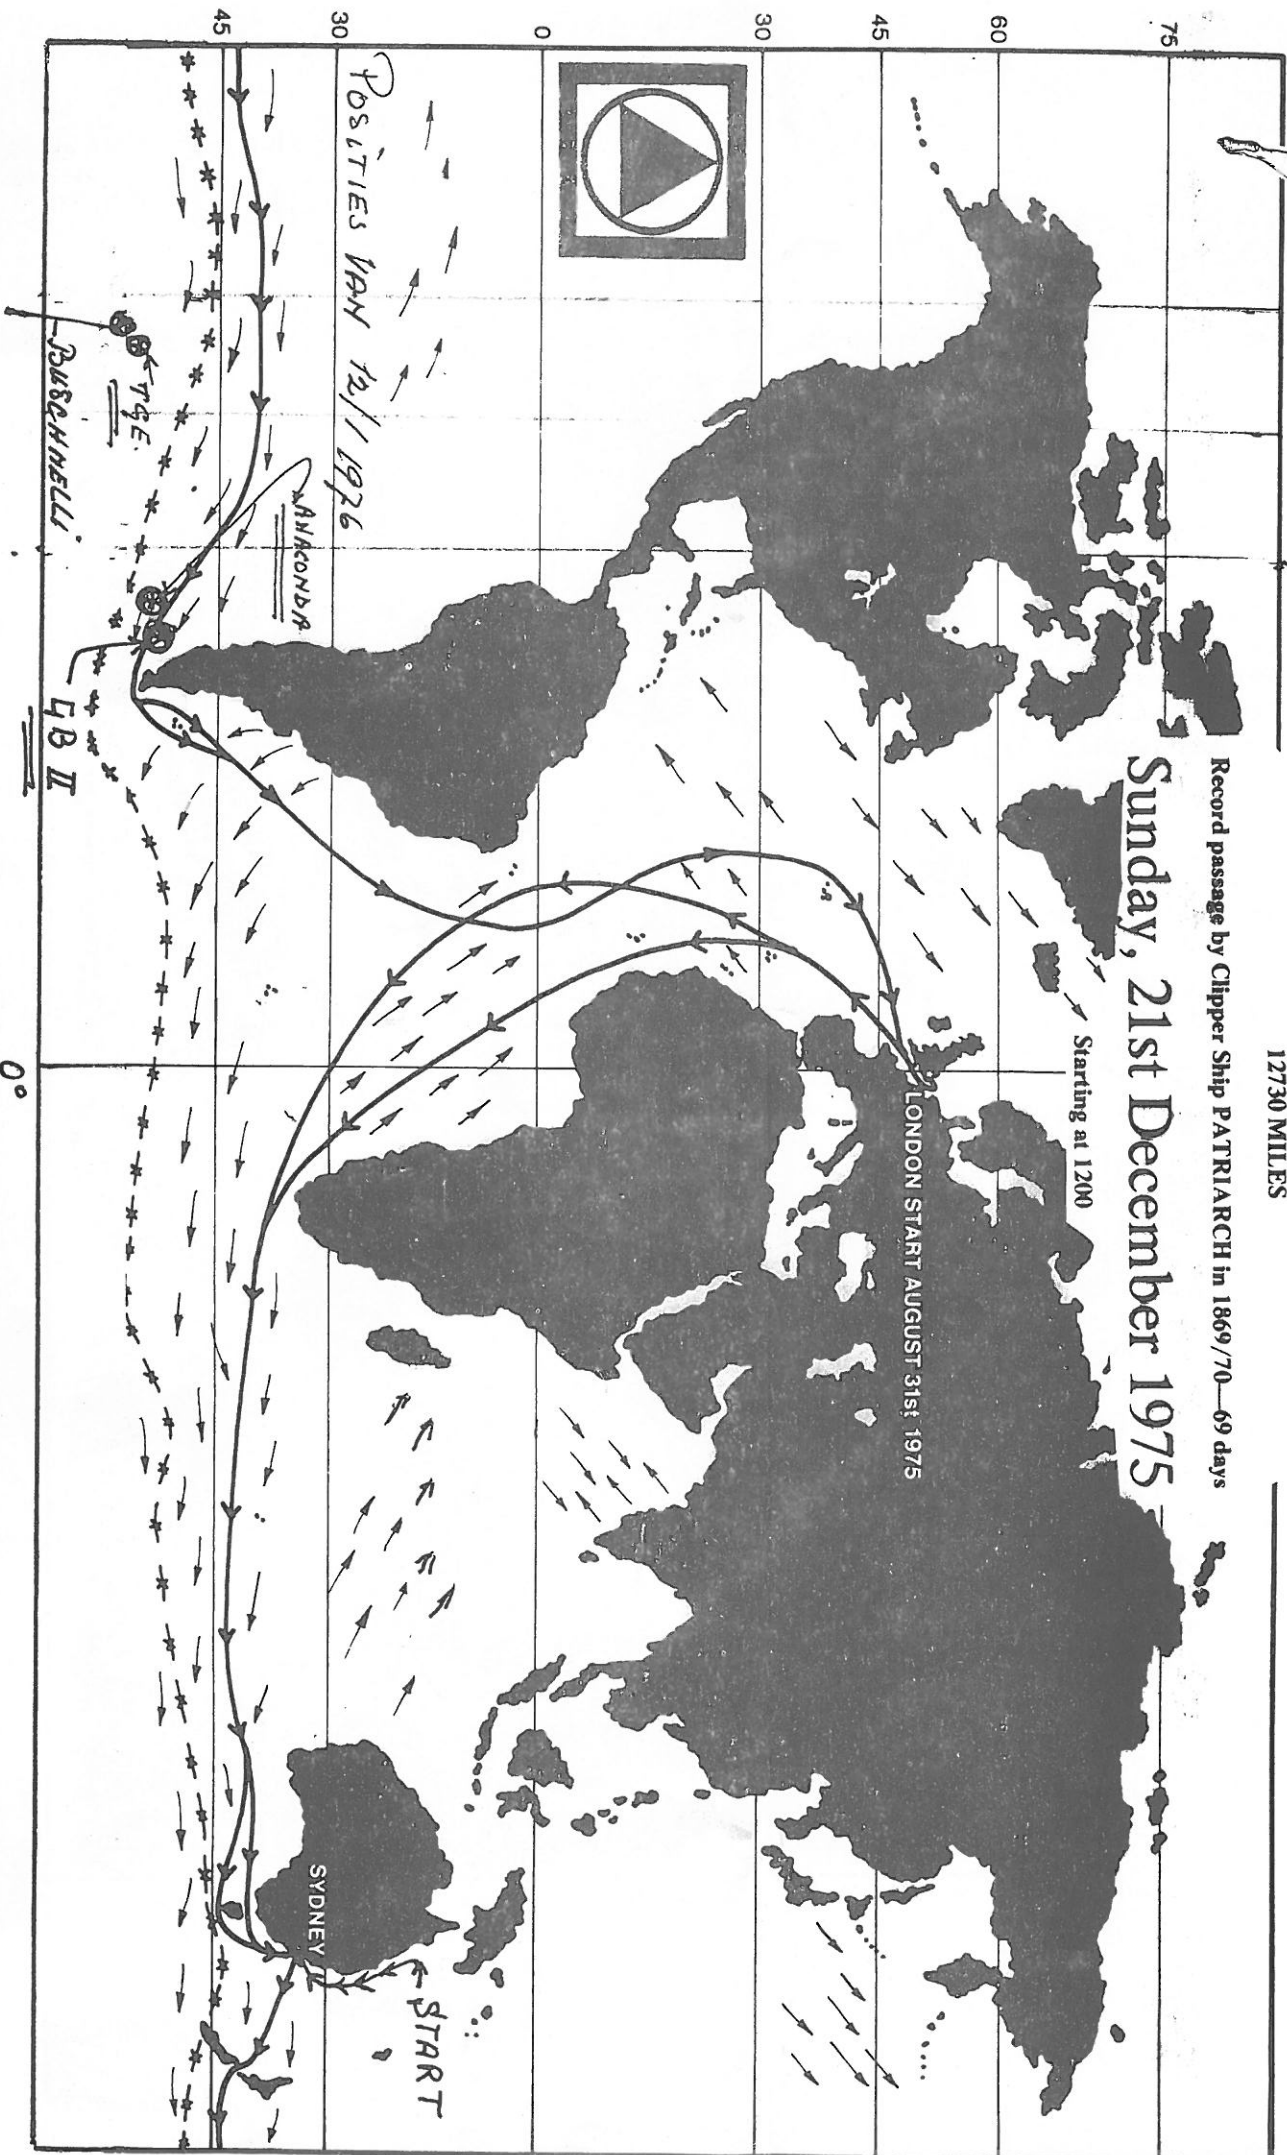 12730 MILES
Record passage by Clipper Ship PATRIARCH in 1869/70—69 days
Sunday, 21st December 1975
Starting at 1200
75
60
45
30
0
30
45
LONDON START AUGUST 31st 1975
SYDNEY
START
POSITIES VAN 12/1 1976
ANACONDA
TGE.
BUSCHNELLI
GB II
0°